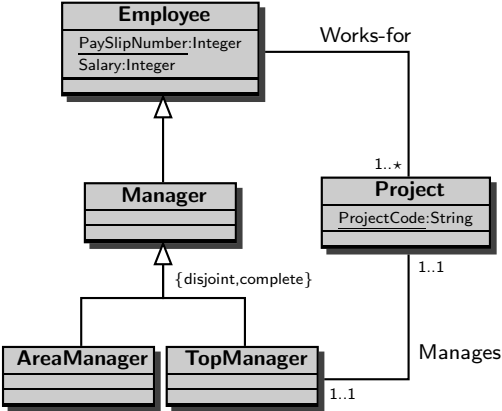 Employee
PaySlipNumber:Integer
Salary:Integer
Works-for
1..⋆
Manager
Project
ProjectCode:String
{disjoint,complete}
1..1
AreaManager
TopManager
Manages
1..1